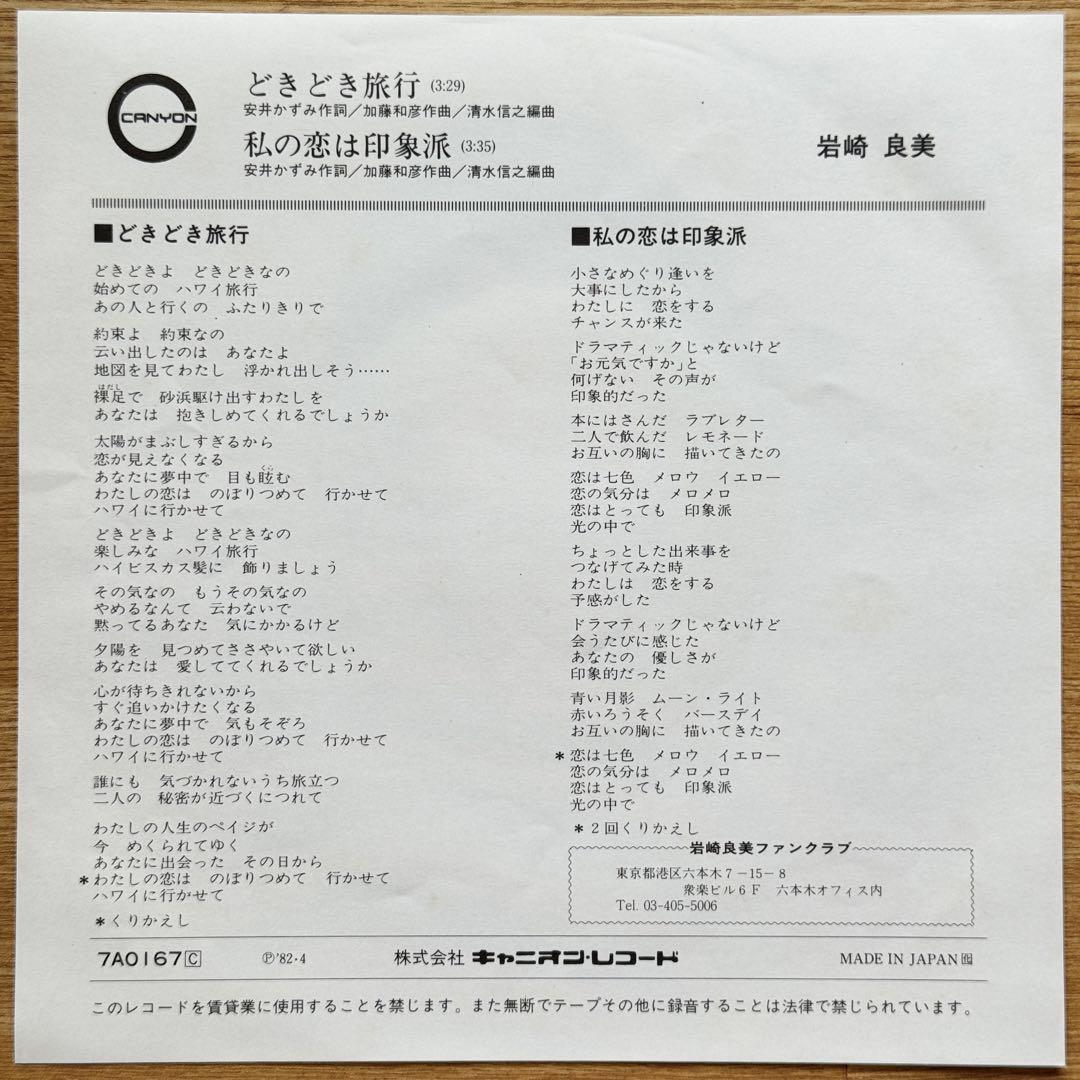 CANYON
どきどき旅行 (3:29)
安井かずみ作詞／加藤和彦作曲／清水信之編曲
私の恋は印象派 (3:35)
安井かずみ作詞／加藤和彦作曲／清水信之編曲
岩崎 良美
■どきどき旅行
どきどきよ　どきどきなの
始めての　ハワイ旅行
あの人と行くの　ふたりきりで
約束よ　約束なの
云い出したのは　あなたよ
地図を見てわたし　浮かれ出しそう……
はだし
裸足で　砂浜駆け出すわたしを
あなたは　抱きしめてくれるでしょうか
太陽がまぶしすぎるから
恋が見えなくなる
くら
あなたに夢中で　目も眩む
わたしの恋は　のぼりつめて　行かせて
ハワイに行かせて
どきどきよ　どきどきなの
楽しみな　ハワイ旅行
ハイビスカス髪に　飾りましょう
その気なの　もうその気なの
やめるなんて　云わないで
黙ってるあなた　気にかかるけど
夕陽を　見つめてささやいて欲しい
あなたは　愛しててくれるでしょうか
心が待ちきれないから
すぐ追いかけたくなる
あなたに夢中で　気もそぞろ
わたしの恋は　のぼりつめて　行かせて
ハワイに行かせて
誰にも　気づかれないうち旅立つ
二人の　秘密が近づくにつれて
わたしの人生のペイジが
今　めくられてゆく
あなたに出会った　その日から
*わたしの恋は　のぼりつめて　行かせて
ハワイに行かせて
*くりかえし
■私の恋は印象派
小さなめぐり逢いを
大事にしたから
わたしに　恋をする
チャンスが来た
ドラマティックじゃないけど
「お元気ですか」と
何げない　その声が
印象的だった
本にはさんだ　ラブレター
二人で飲んだ　レモネード
お互いの胸に　描いてきたの
恋は七色　メロウ　イエロー
恋の気分は　メロメロ
恋はとっても　印象派
光の中で
ちょっとした出来事を
つなげてみた時
わたしは　恋をする
予感がした
ドラマティックじゃないけど
会うたびに感じた
あなたの　優しさが
印象的だった
青い月影　ムーン・ライト
赤いろうそく　バースデイ
お互いの胸に　描いてきたの
*恋は七色　メロウ　イエロー
恋の気分は　メロメロ
恋はとっても　印象派
光の中で
*２回くりかえし
岩崎良美ファンクラブ
東京都港区六本木７－15－８
衆楽ビル６Ｆ　六本木オフィス内
Tel. 03-405-5006
7A0167 C　Ⓟ'82・4　株式会社 キャニオン・レコード　MADE IN JAPAN
このレコードを賃貸業に使用することを禁じます。また無断でテープその他に録音することは法律で禁じられています。